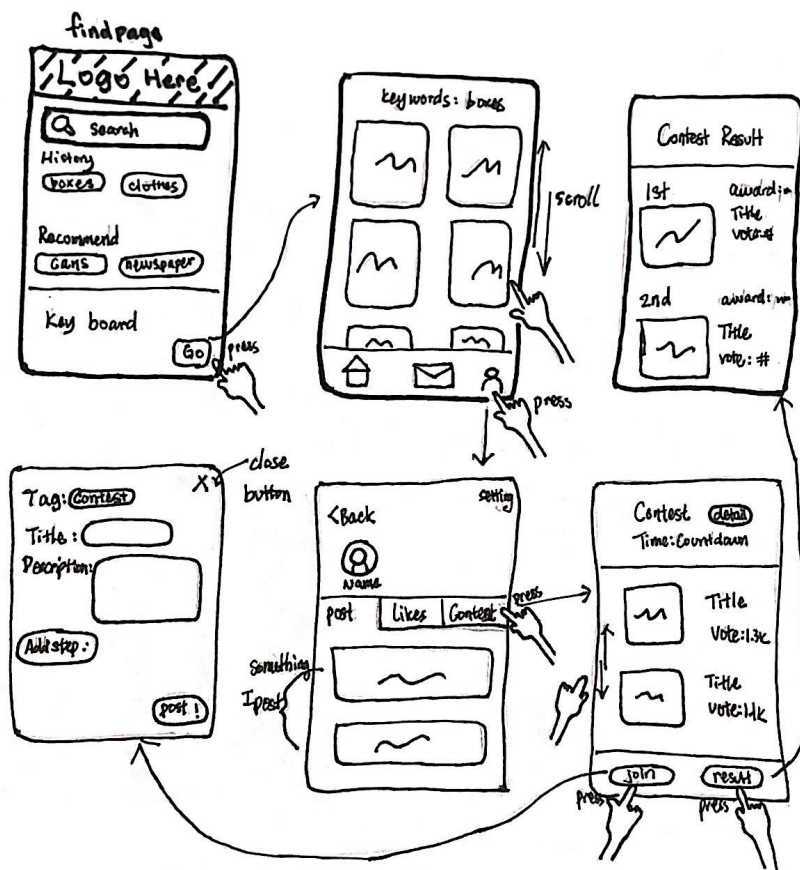 findpage
Logo Here
search
History
boxes clothes
Recommend
cans newspaper
Key board
Go
press
keywords: boxes
scroll
press
Contest Result
1st award:
Title
vote:#
2nd award:
Title
vote: #
X
close button
Tag: Contest
Title:
Description:
Add step:
post!
<Back
setting
Name
post Likes Contest
press
something
I post
Contest detail
Time: Countdown
Title
Vote:1.3k
Title
Vote:1.1k
join result
press press